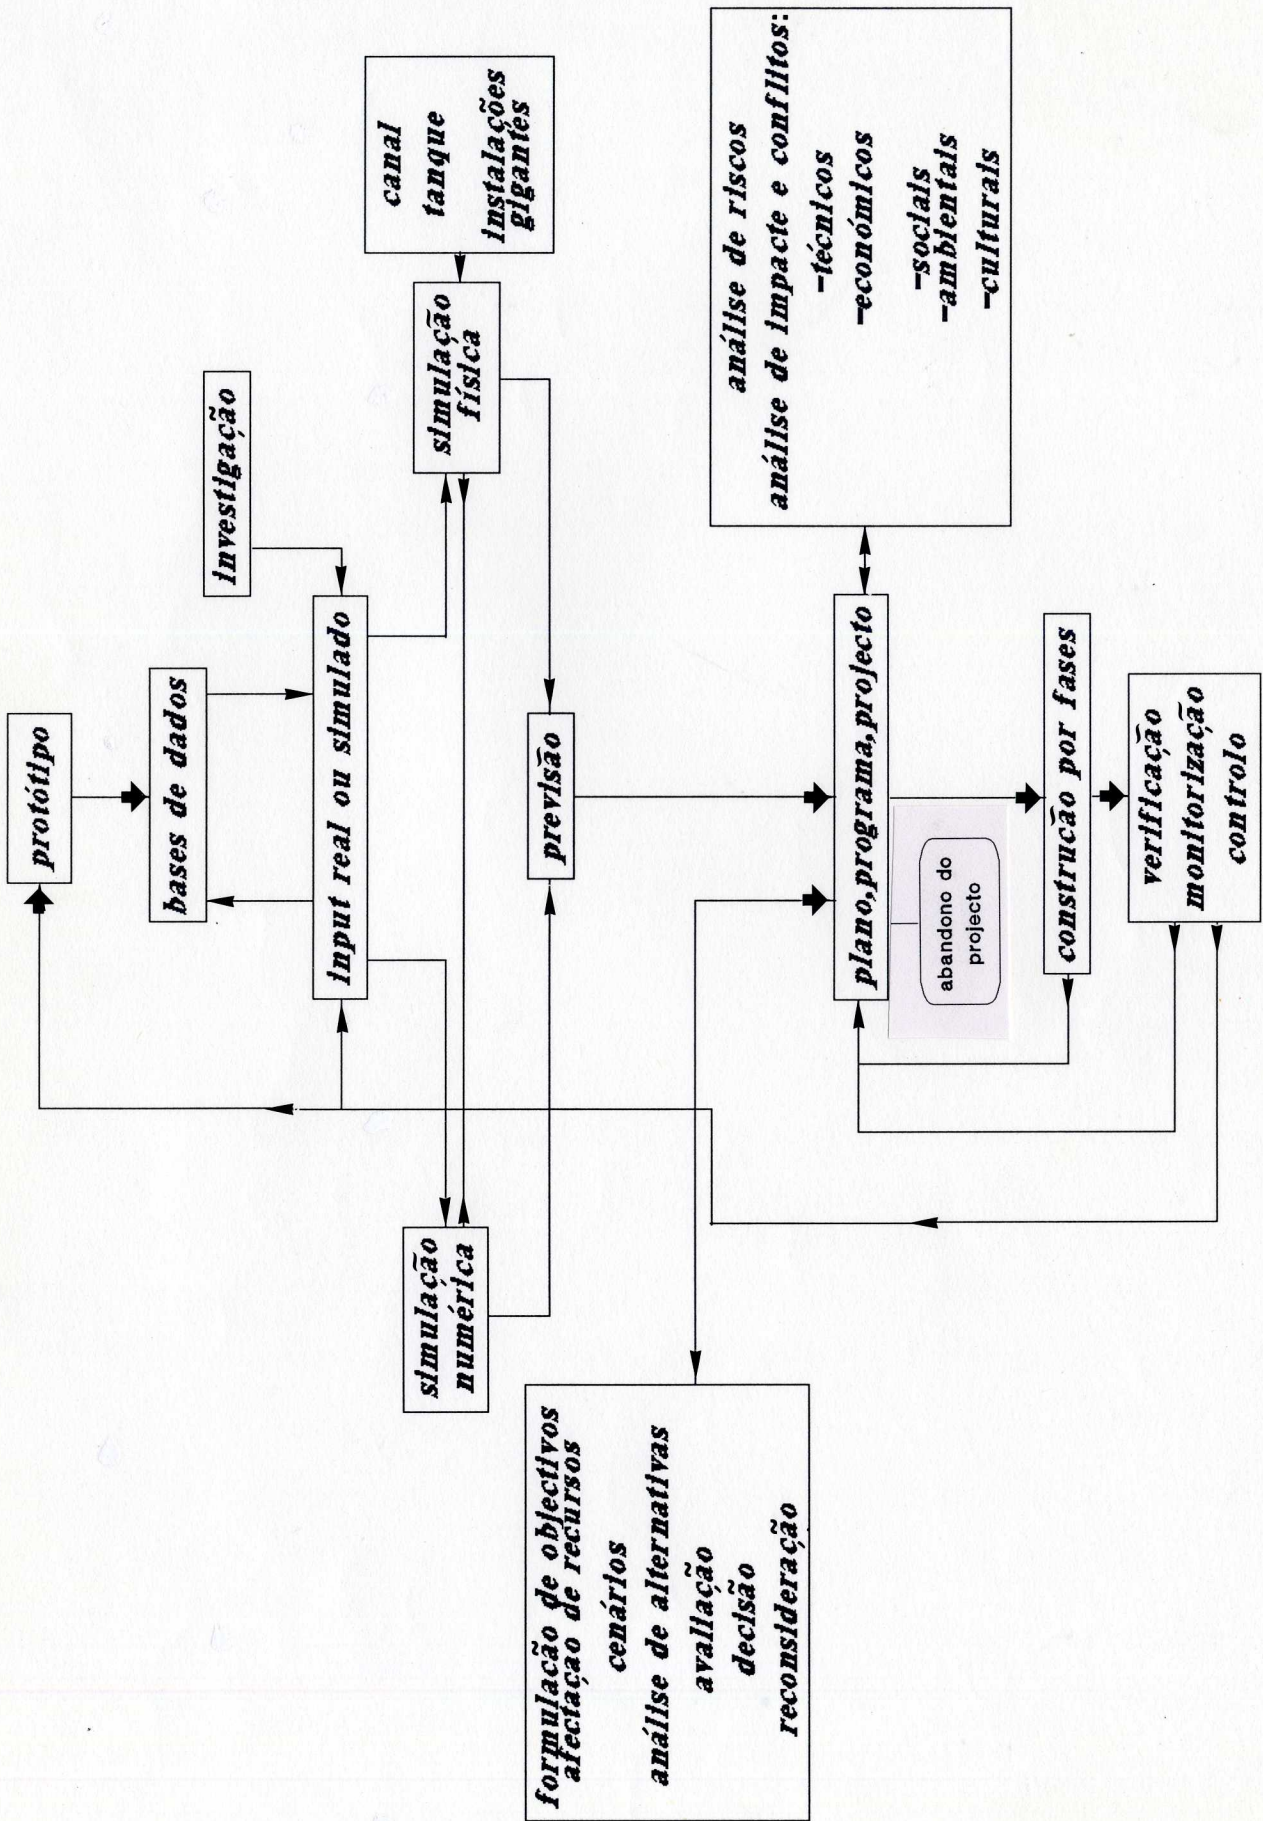 protótipo
bases de dados
investigação
input real ou simulado
canal
tanque
instalações
gigantes
simulação
numérica
simulação
física
previsão
formulação de objectivos
afectação de recursos
cenários
análise de alternativas
avaliação
decisão
reconsideração
plano,programa,projecto
análise de riscos
análise de impacte e conflitos:
-técnicos
-económicos
-sociais
-ambientais
-culturais
abandono do
projecto
construcão por fases
verificação
monitorização
controlo